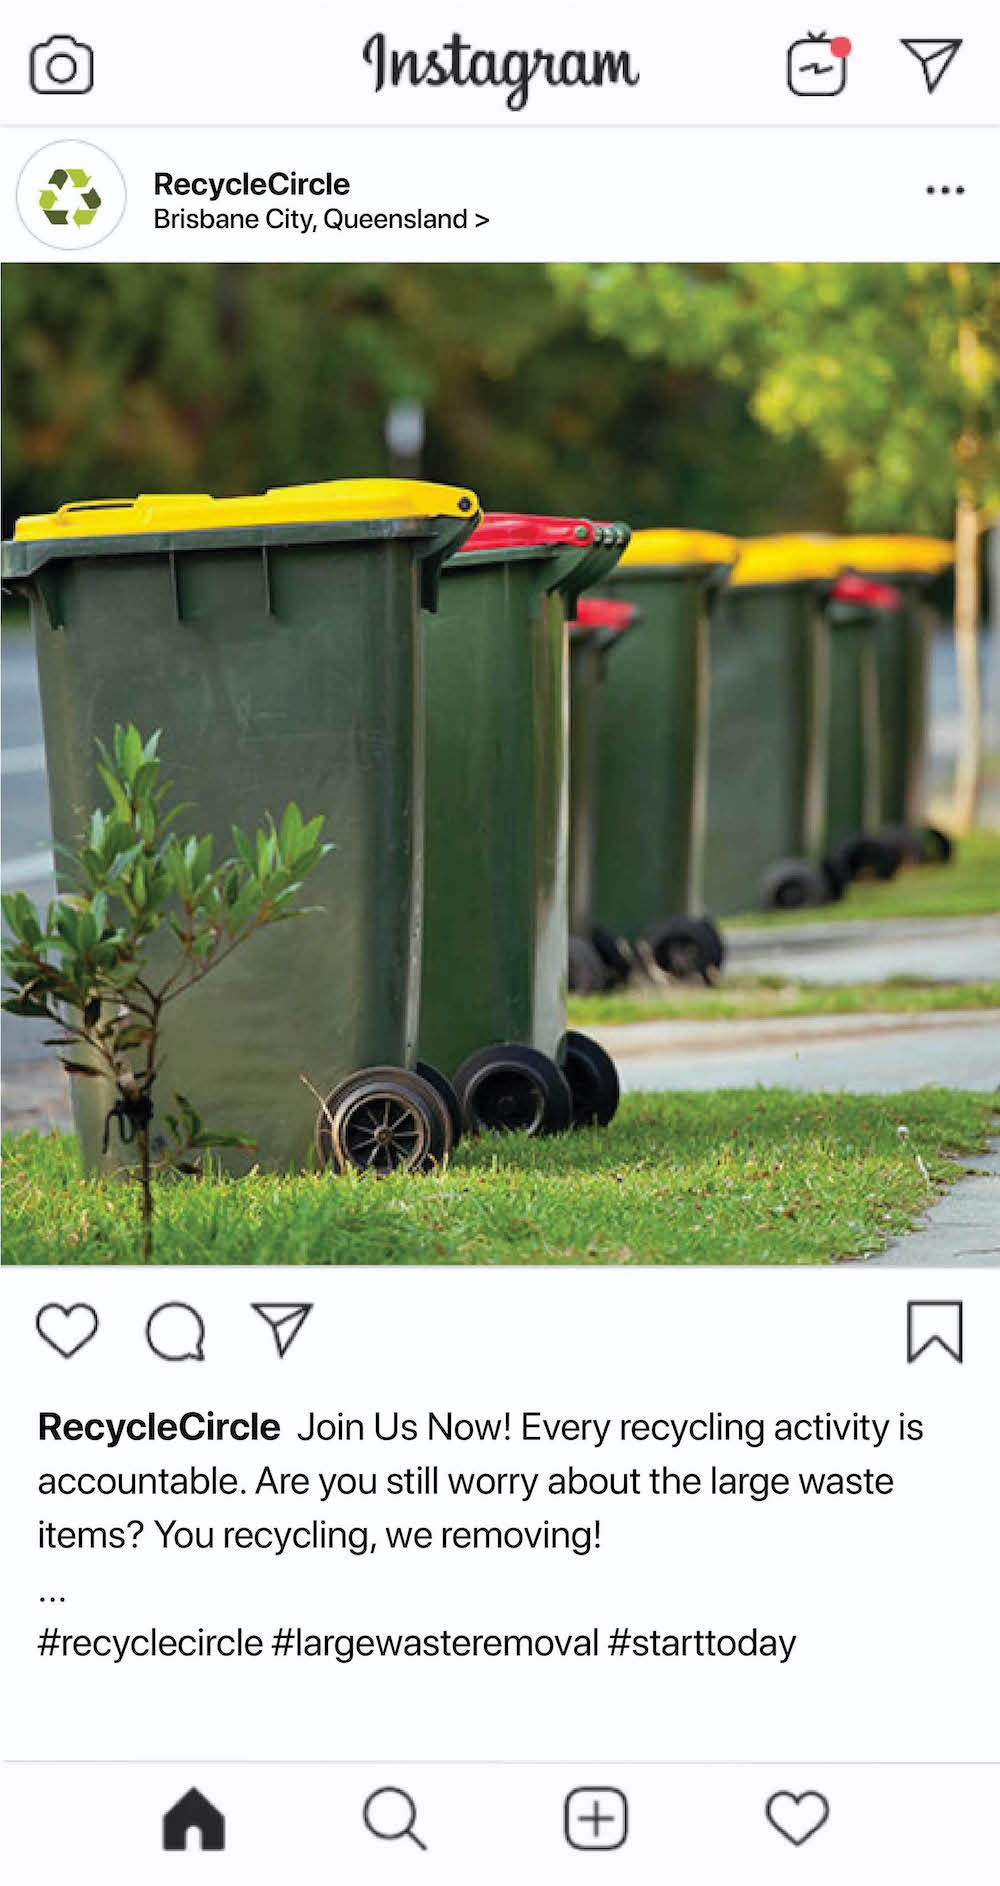 Instagram
RecycleCircle
Brisbane City, Queensland >
RecycleCircle Join Us Now! Every recycling activity is
accountable. Are you still worry about the large waste
items? You recycling, we removing!
...
#recyclecircle #largewasteremoval #starttoday